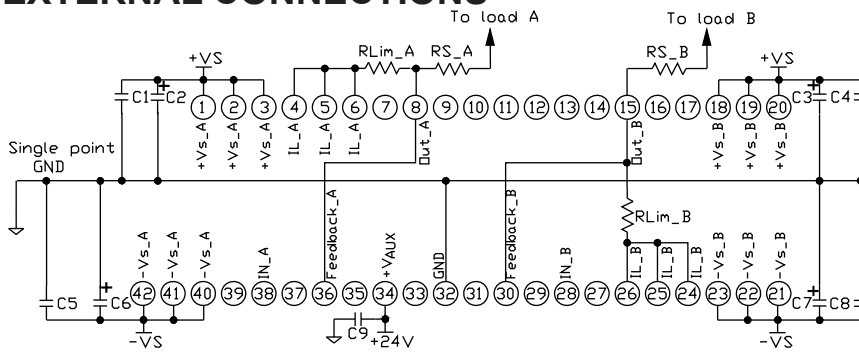 EXTERNAL CONNECTIONS
To load A
To load B
RLim_A
RS_A
RS_B
+VS
+VS
C1
C2
C3
C4
1 2 3 4 5 6 7 8 9 10 11 12 13 14 15 16 17 18 19 20
+Vs_A
+Vs_A
+Vs_A
IL_A
IL_A
IL_A
Out_A
Out_B
+Vs_B
+Vs_B
+Vs_B
Single point
GND
-Vs_A
-Vs_A
-Vs_A
IN_A
Feedback_A
+VAUX
GND
Feedback_B
IN_B
RLim_B
IL_B
IL_B
IL_B
-Vs_B
-Vs_B
-Vs_B
C5
C6
42 41 40 39 38 37 36 35 34 33 32 31 30 29 28 27 26 25 24 23 22 21
C7
C8
C9
+24V
-VS
-VS